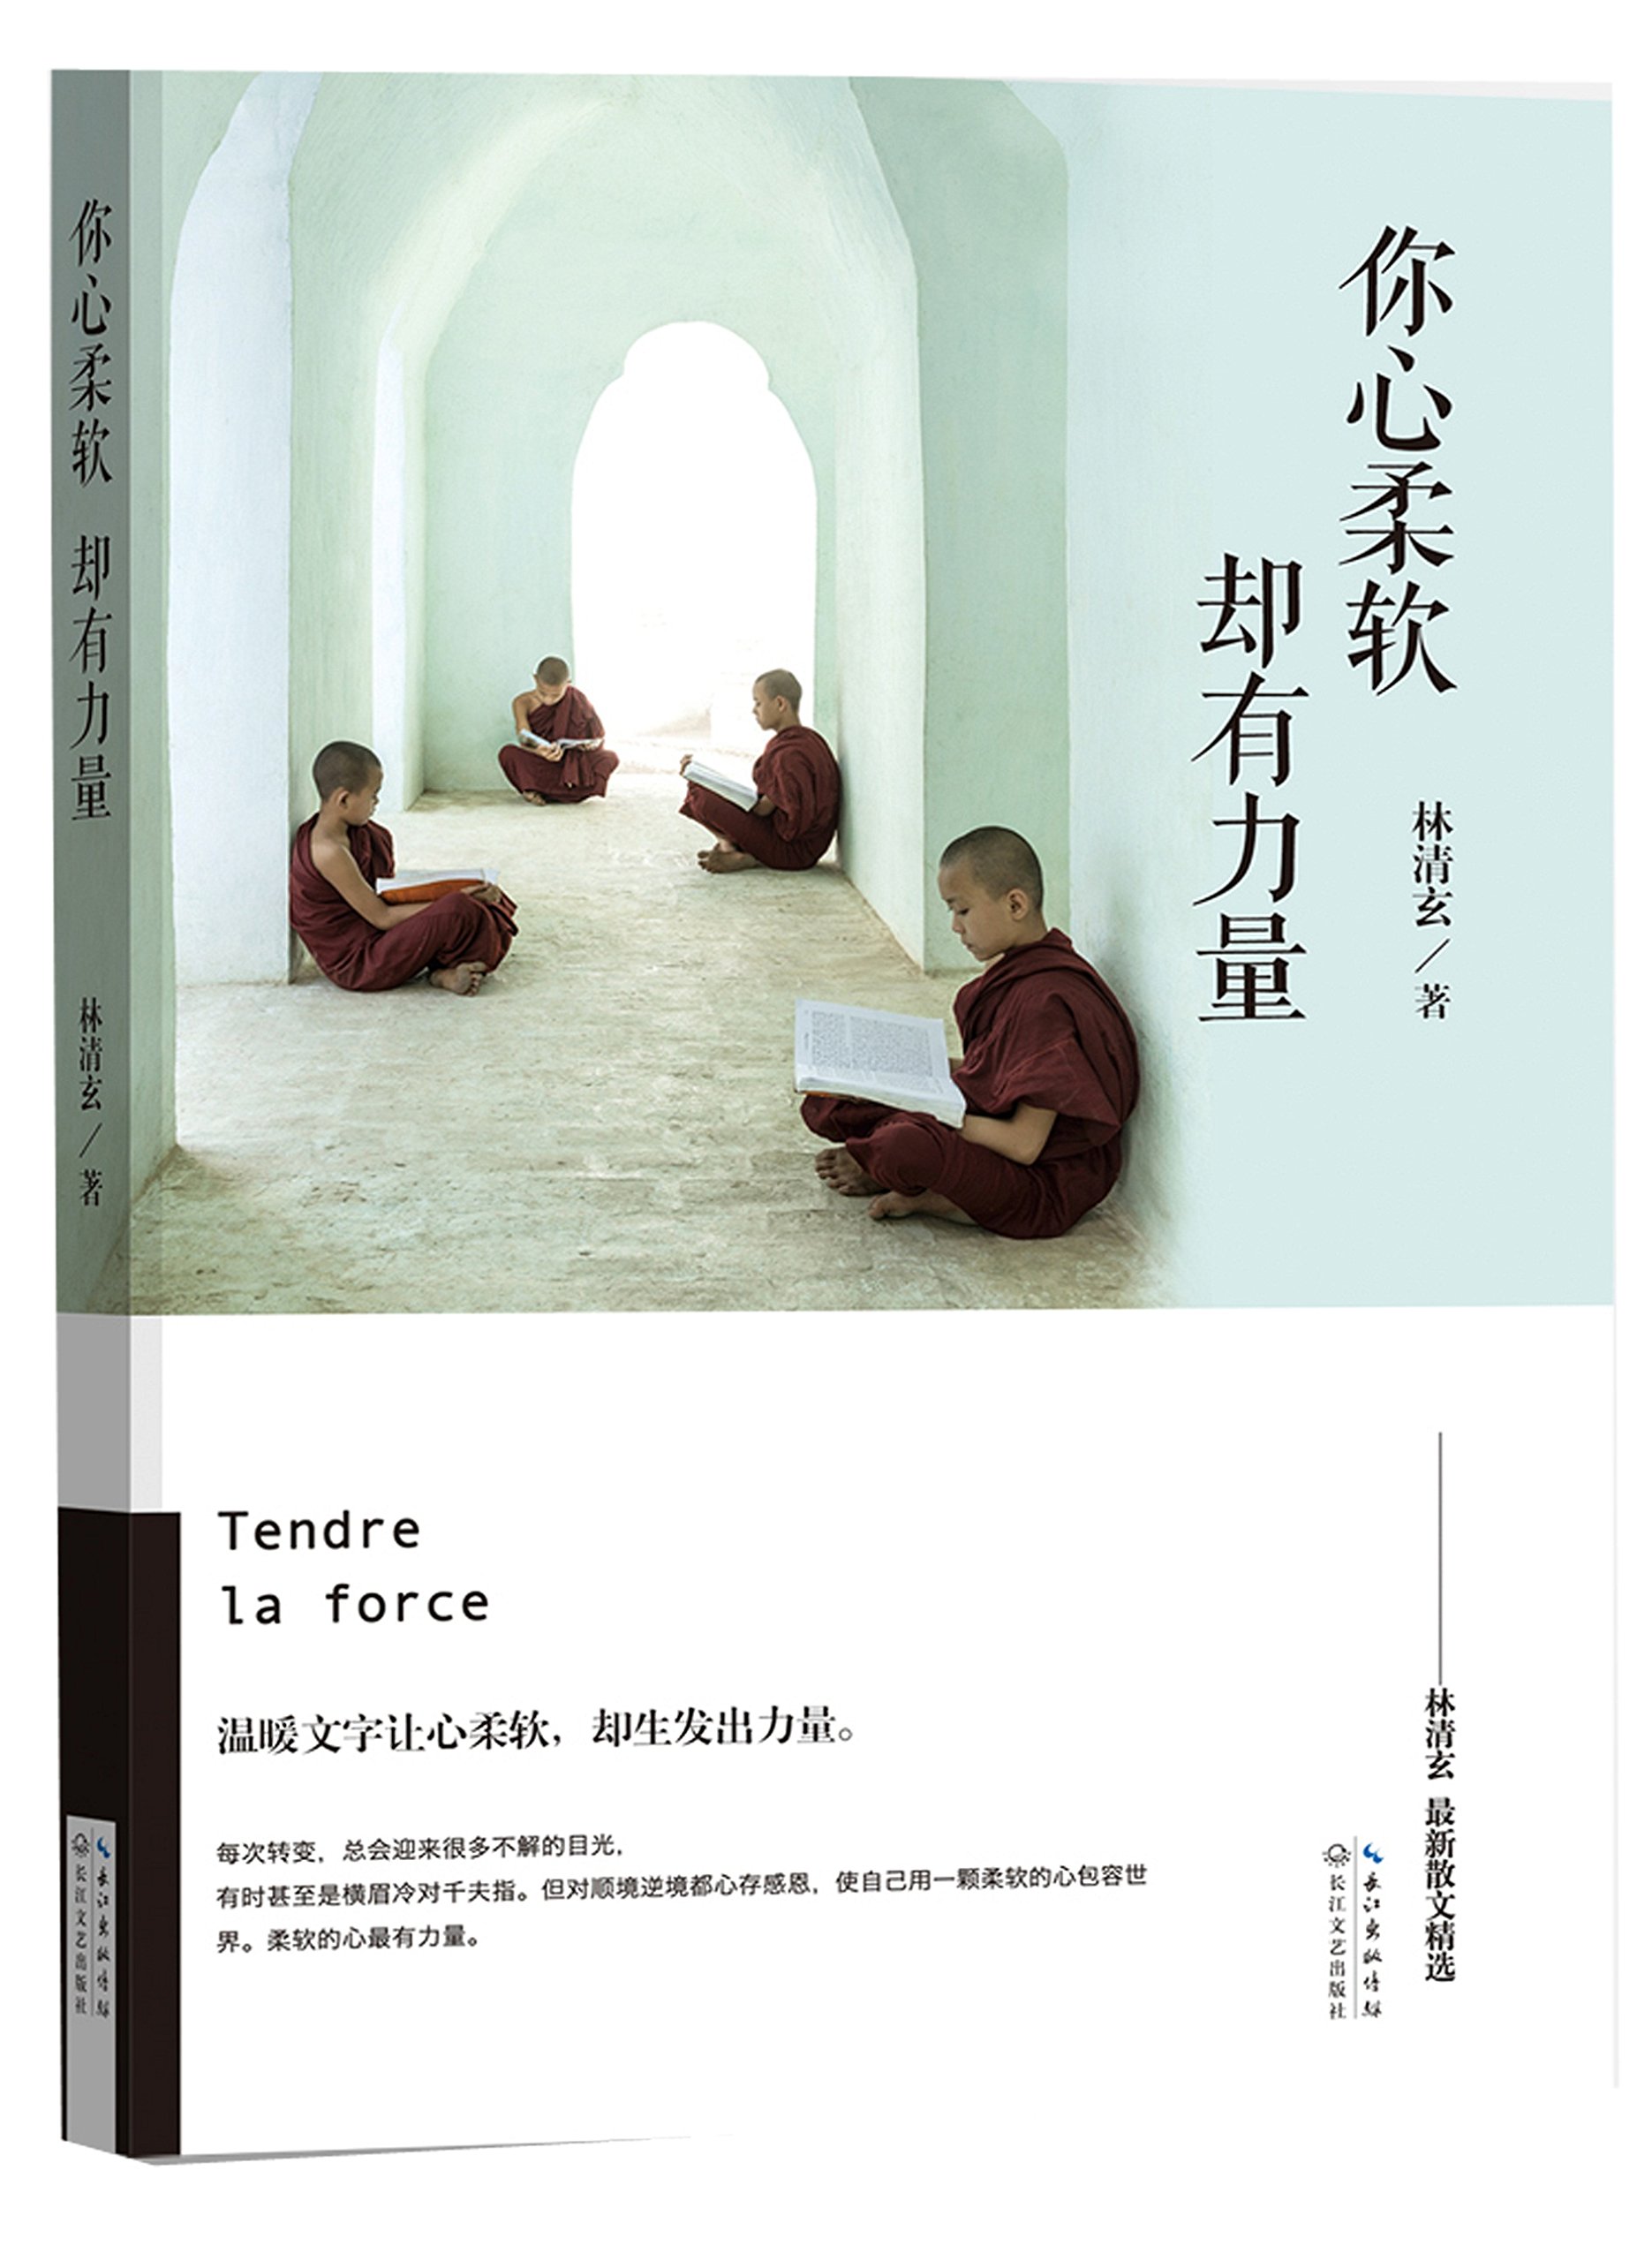 你心柔软 却有力量
林清玄/著
长江出版传媒
长江文艺出版社
你心柔软
却有力量
林清玄/著
Tendre
la force
温暖文字让心柔软，却生发出力量。
每次转变，总会迎来很多不解的目光，
有时甚至是横眉冷对千夫指。但对顺境逆境都心存感恩，使自己用一颗柔软的心包容世
界。柔软的心最有力量。
林清玄 最新散文精选
长江出版传媒
长江文艺出版社